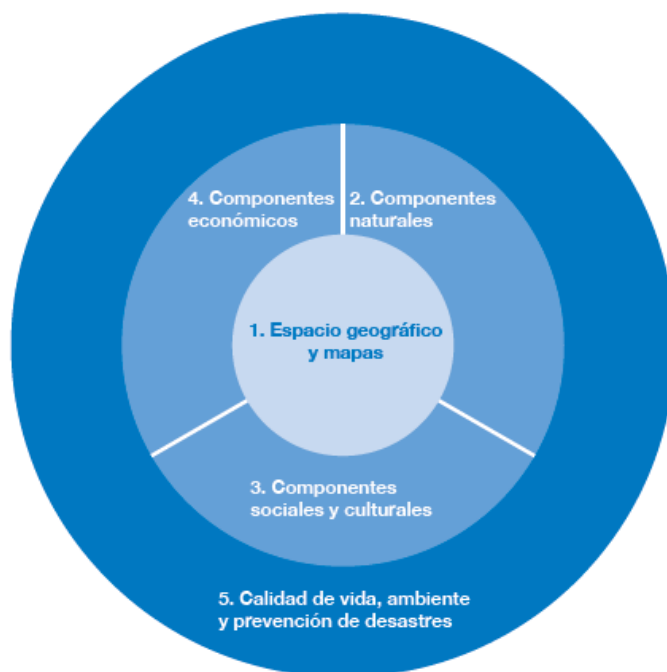 4. Componentes
económicos
2. Componentes
naturales
1. Espacio geográfico
y mapas
3. Componentes
sociales y culturales
5. Calidad de vida, ambiente
y prevención de desastres